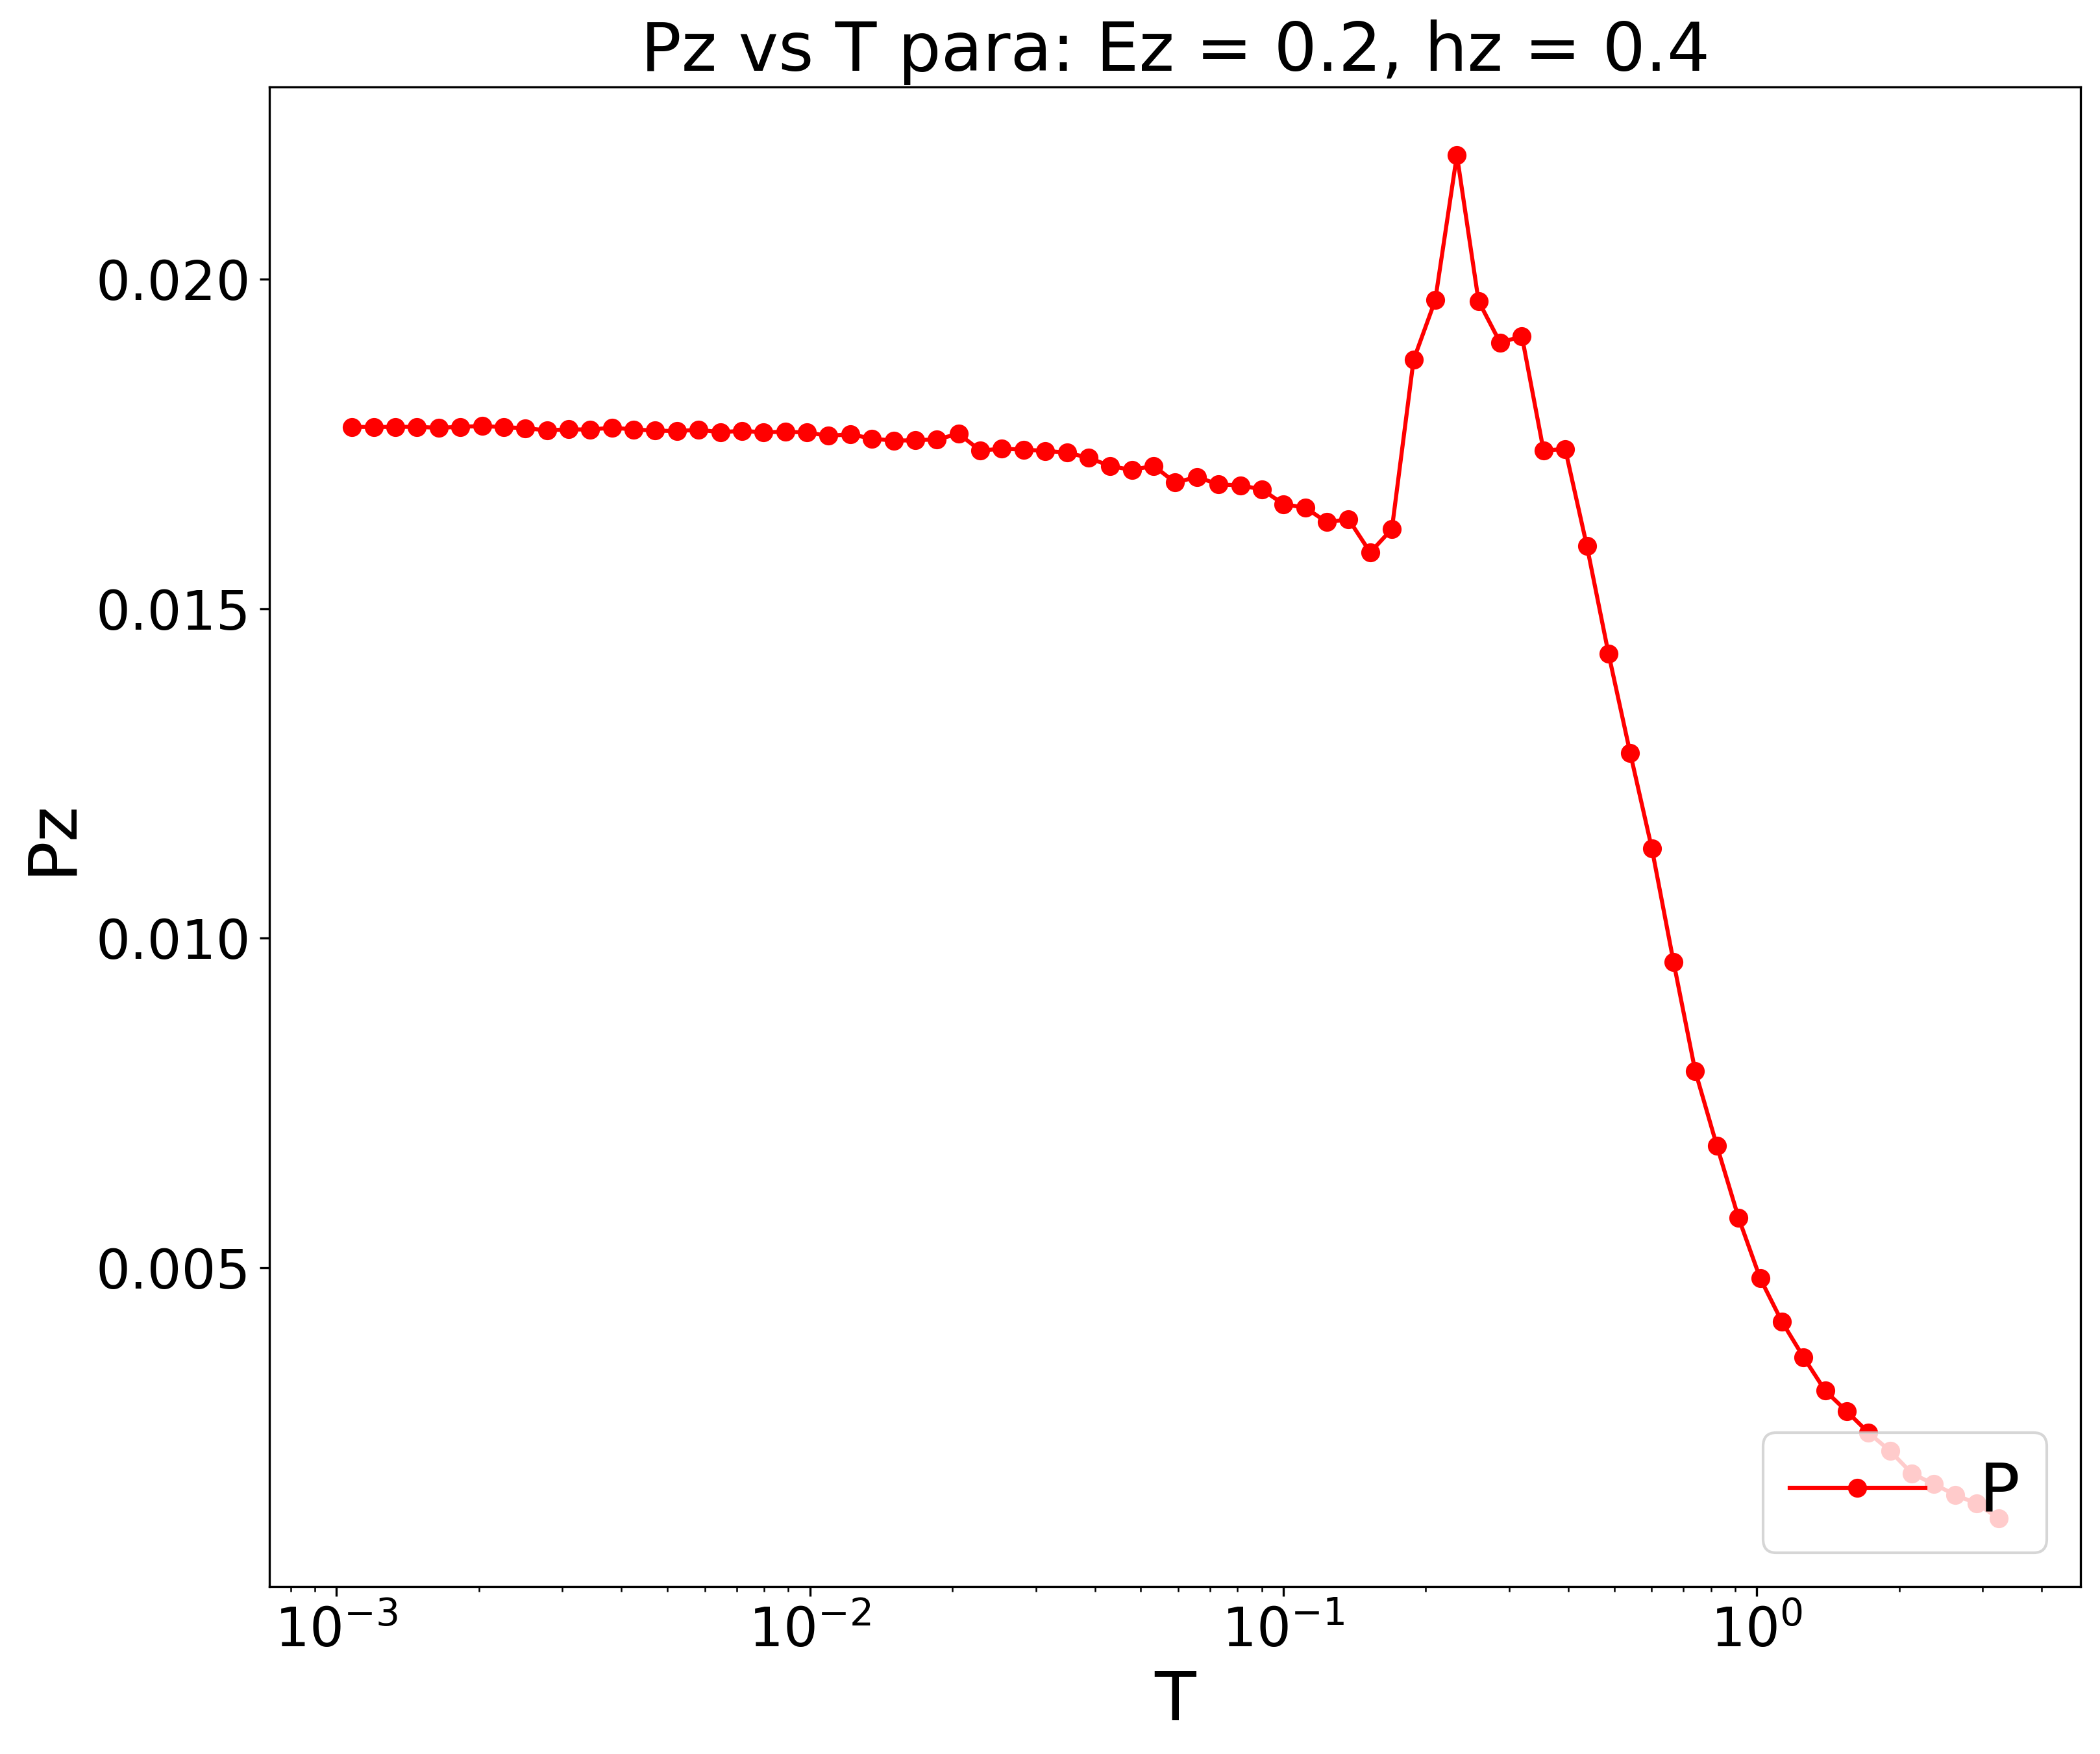 Pz vs T para: Ez = 0.2, hz = 0.4
0.020
0.015
0.010
0.005
Pz
10⁻³ 10⁻² 10⁻¹ 10⁰
T
P